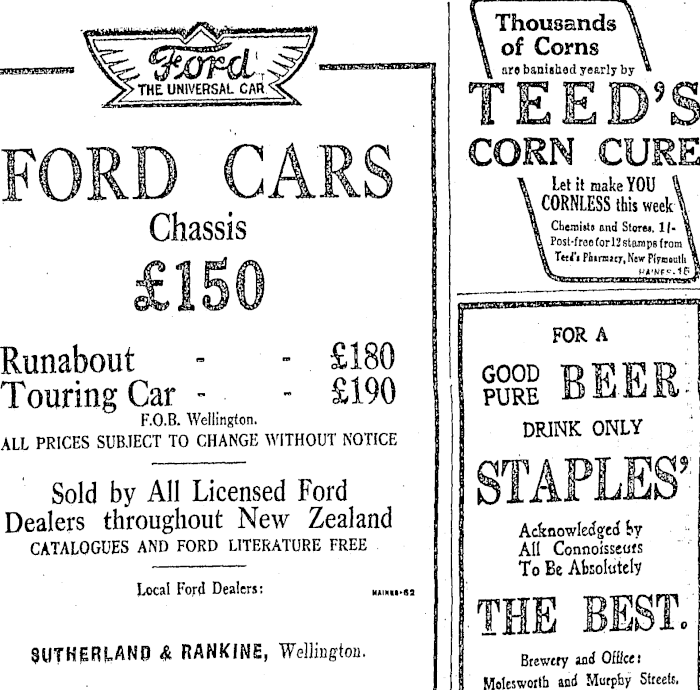 Ford
THE UNIVERSAL CAR
FORD CARS
Chassis
£150
Runabout - - £180
Touring Car - - £190
F.O.B. Wellington.
ALL PRICES SUBJECT TO CHANGE WITHOUT NOTICE
Sold by All Licensed Ford
Dealers throughout New Zealand
CATALOGUES AND FORD LITERATURE FREE
Local Ford Dealers:
HAINES-62
SUTHERLAND & RANKINE, Wellington.
Thousands
of Corns
are banished yearly by
TEED'S
CORN CURE
Let it make YOU
CORNLESS this week
Chemists and Stores, 1/-
Post-free for 12 stamps from
Teed's Pharmacy, New Plymouth
HAINES-15
FOR A
GOOD
PURE BEER
DRINK ONLY
STAPLES'
Acknowledged by
All Connoisseurs
To Be Absolutely
THE BEST.
Brewery and Office:
Molesworth and Murphy Streets.